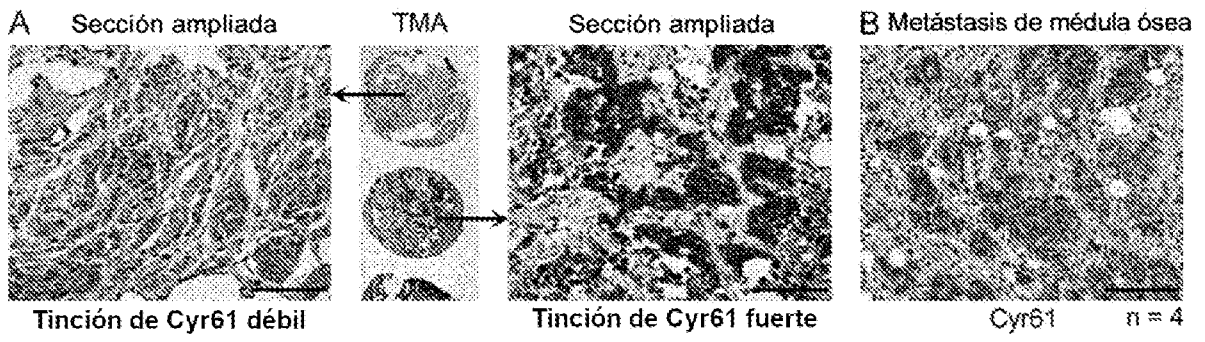 A Sección ampliada TMA Sección ampliada B Metástasis de médula ósea
Tinción de Cyr61 débil Tinción de Cyr61 fuerte Cyr61 n = 4